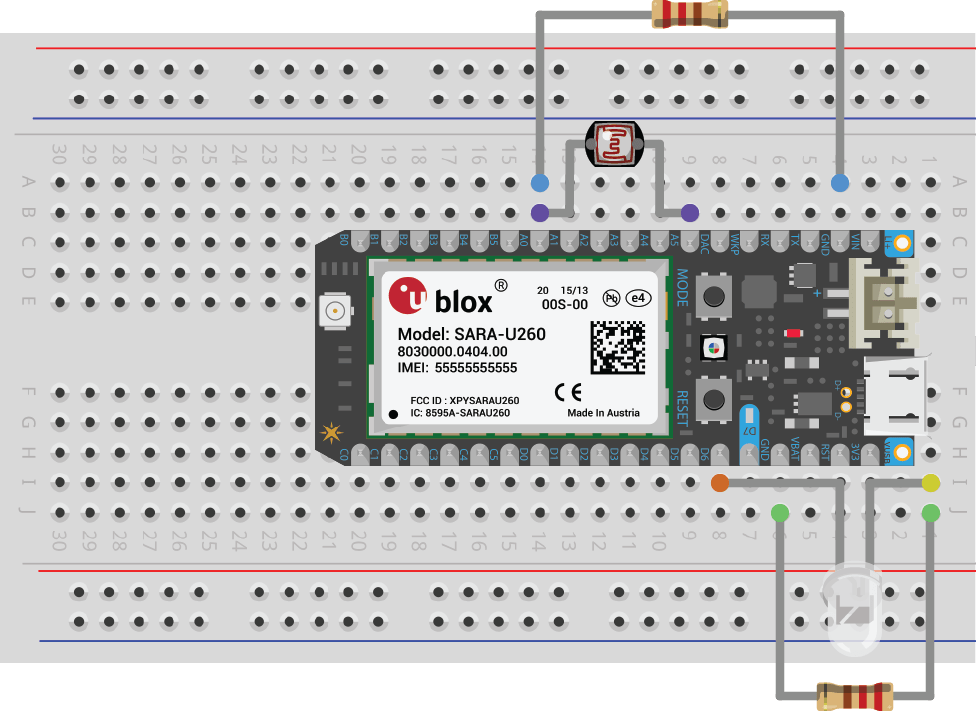 30 29 28 27 26 25 24 23 22 21 20 19 18 17 16 15 14 13 12 11 10 9 8 7 6 5 4 3 2 1
A A
B B
C C
D D
E E
B0 B1 B2 B3 B4 B5 A0 A1 A2 A3 A4 A5 DAC WKP RX TX GND VIN Li+
u blox ®
20 15/13
00S-00
Pb e4
Model: SARA-U260
8030000.0404.00
IMEI: 55555555555
FCC ID : XPYSARAU260
IC: 8595A-SARAU260
CE
Made In Austria
MODE
RESET
+
D+
D-
D7
F F
G G
H H
I I
J J
C0 C1 C2 C3 C4 C5 D0 D1 D2 D3 D4 D5 D6 GND VBAT RST 3V3
30 29 28 27 26 25 24 23 22 21 20 19 18 17 16 15 14 13 12 11 10 9 8 7 6 5 4 3 2 1